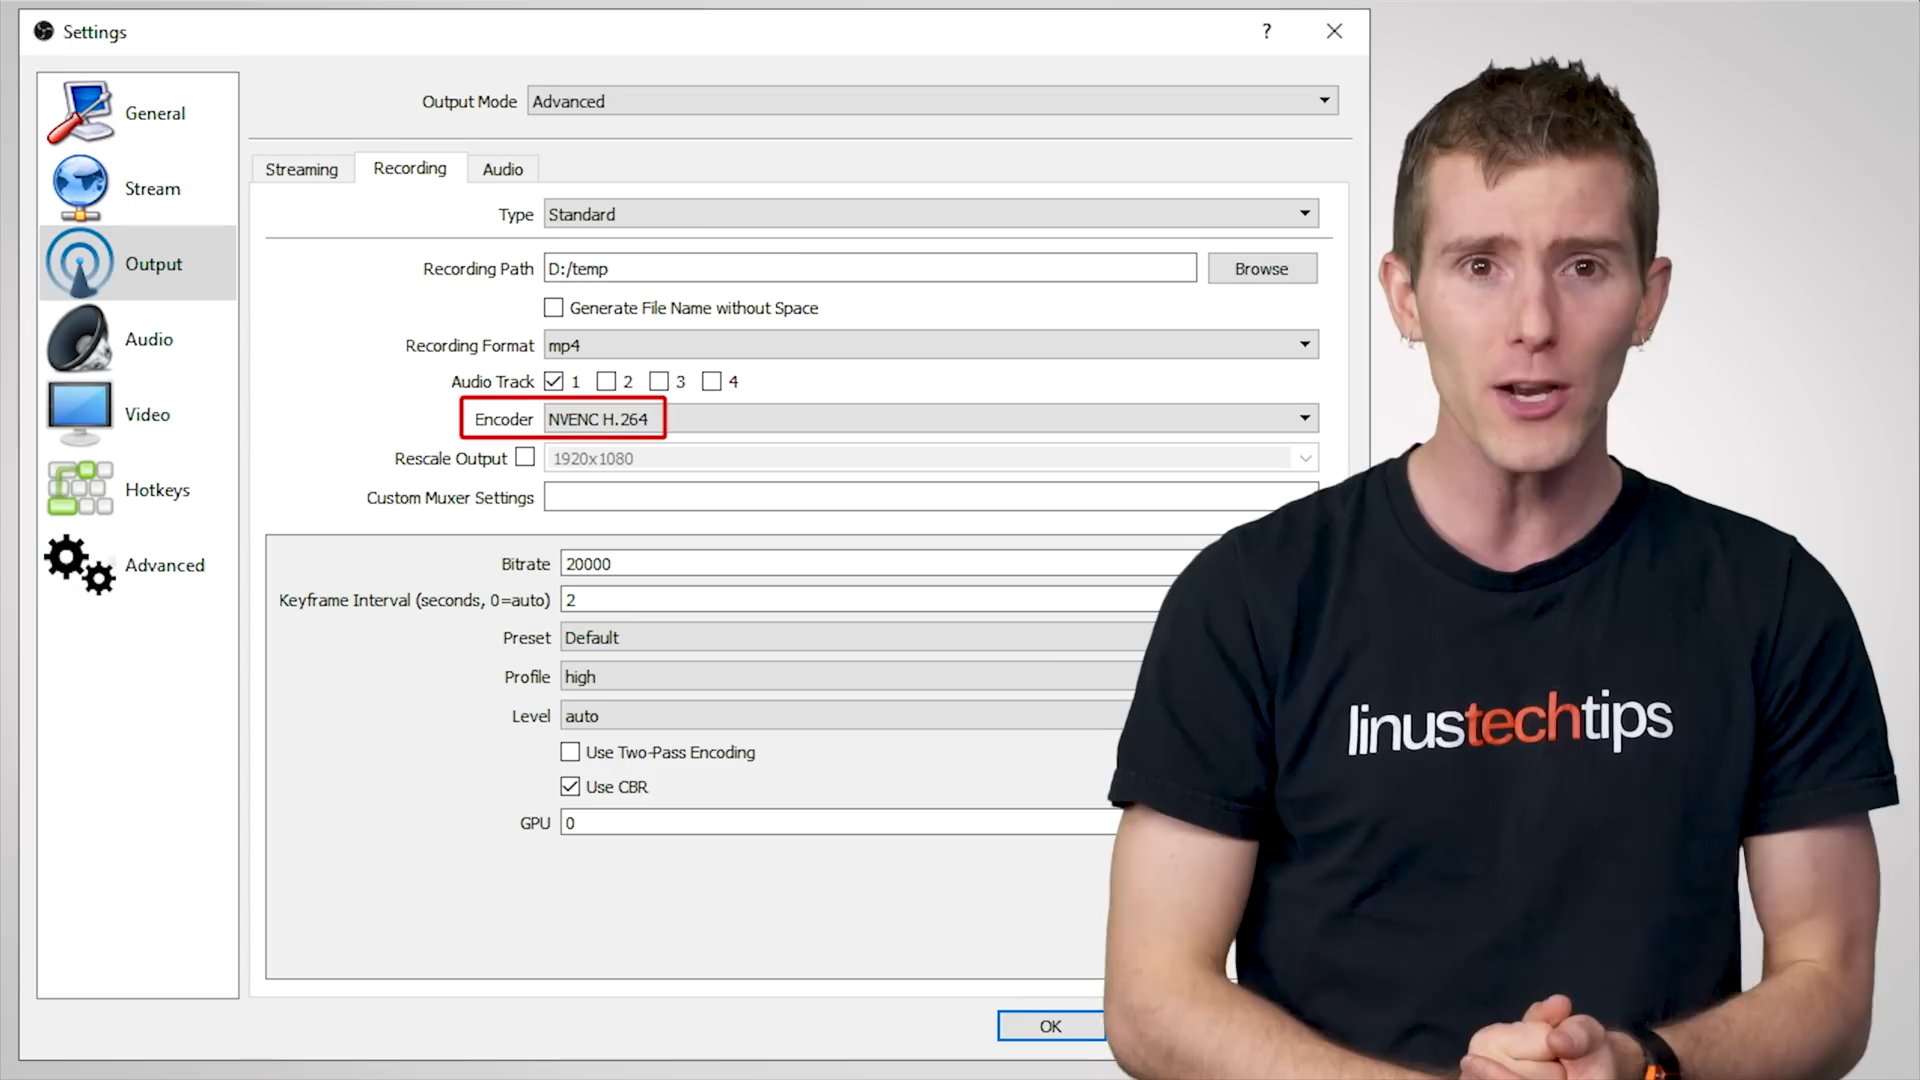 Settings
?
General
Stream
Output
Audio
Video
Hotkeys
Advanced
Output Mode Advanced
Streaming Recording Audio
Type Standard
Recording Path D:/temp Browse
Generate File Name without Space
Recording Format mp4
Audio Track 1 2 3 4
Encoder NVENC H.264
Rescale Output 1920x1080
Custom Muxer Settings
Bitrate 20000
Keyframe Interval (seconds, 0=auto) 2
Preset Default
Profile high
Level auto
Use Two-Pass Encoding
Use CBR
GPU 0
OK
linustechtips